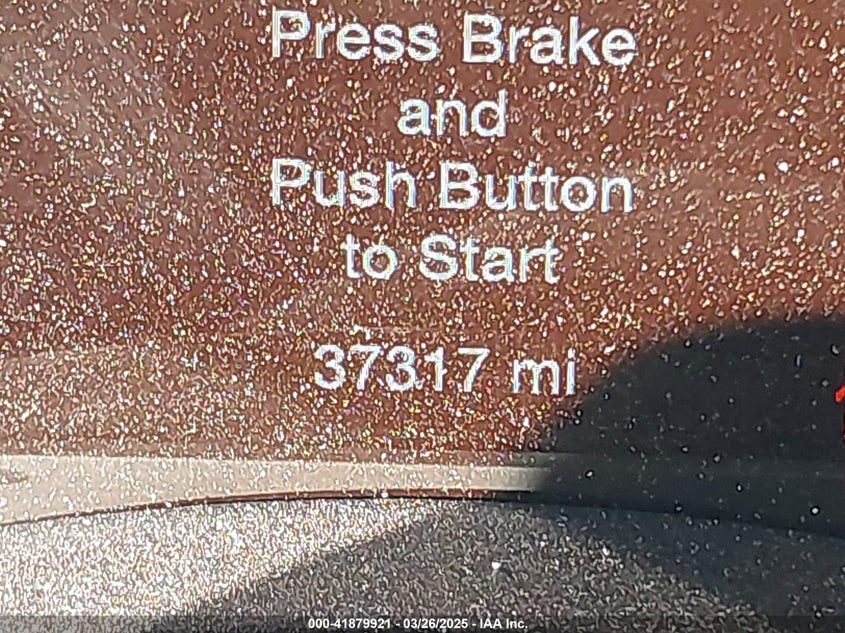 Press Brake
and
Push Button
to Start
37317 mi
000-41879921 - 03/26/2025 - IAA Inc.